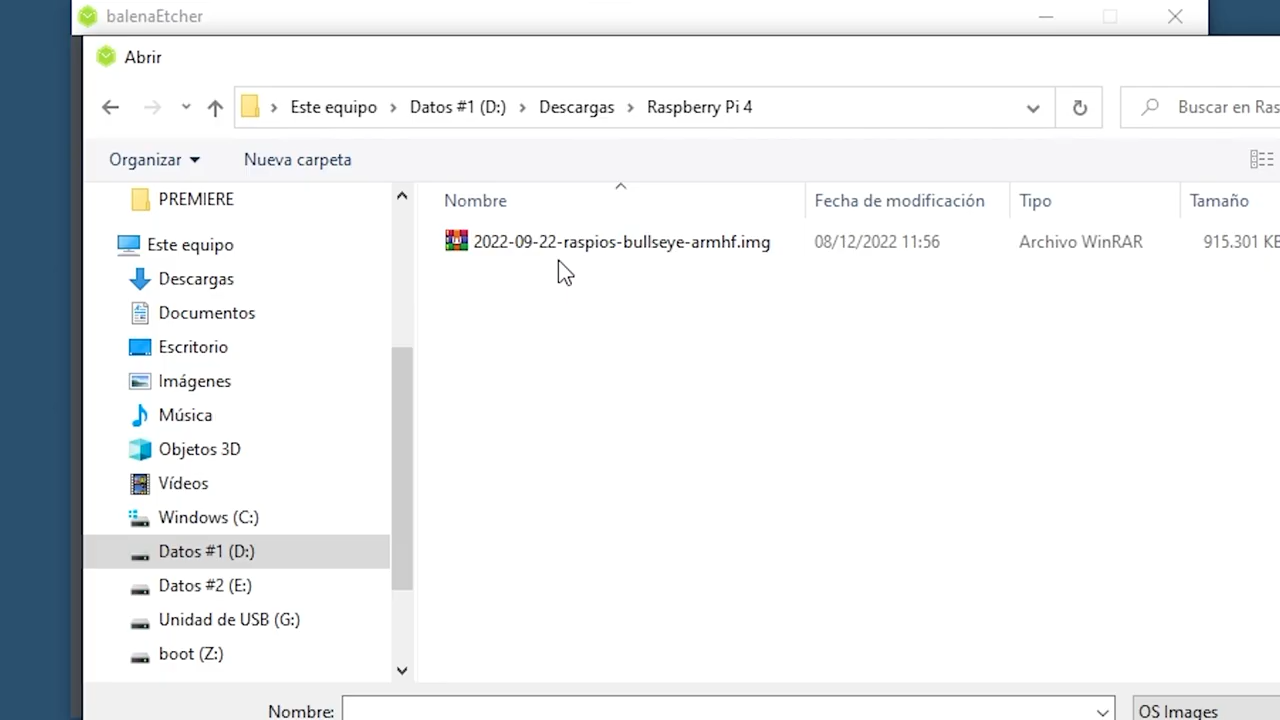 balenaEtcher
Abrir
Este equipo > Datos #1 (D:) > Descargas > Raspberry Pi 4
Buscar en Ras
Organizar
Nueva carpeta
Nombre
Fecha de modificación
Tipo
Tamaño
2022-09-22-raspios-bullseye-armhf.img
08/12/2022 11:56
Archivo WinRAR
915.301 KE
PREMIERE
Este equipo
Descargas
Documentos
Escritorio
Imágenes
Música
Objetos 3D
Vídeos
Windows (C:)
Datos #1 (D:)
Datos #2 (E:)
Unidad de USB (G:)
boot (Z:)
Nombre:
OS Images